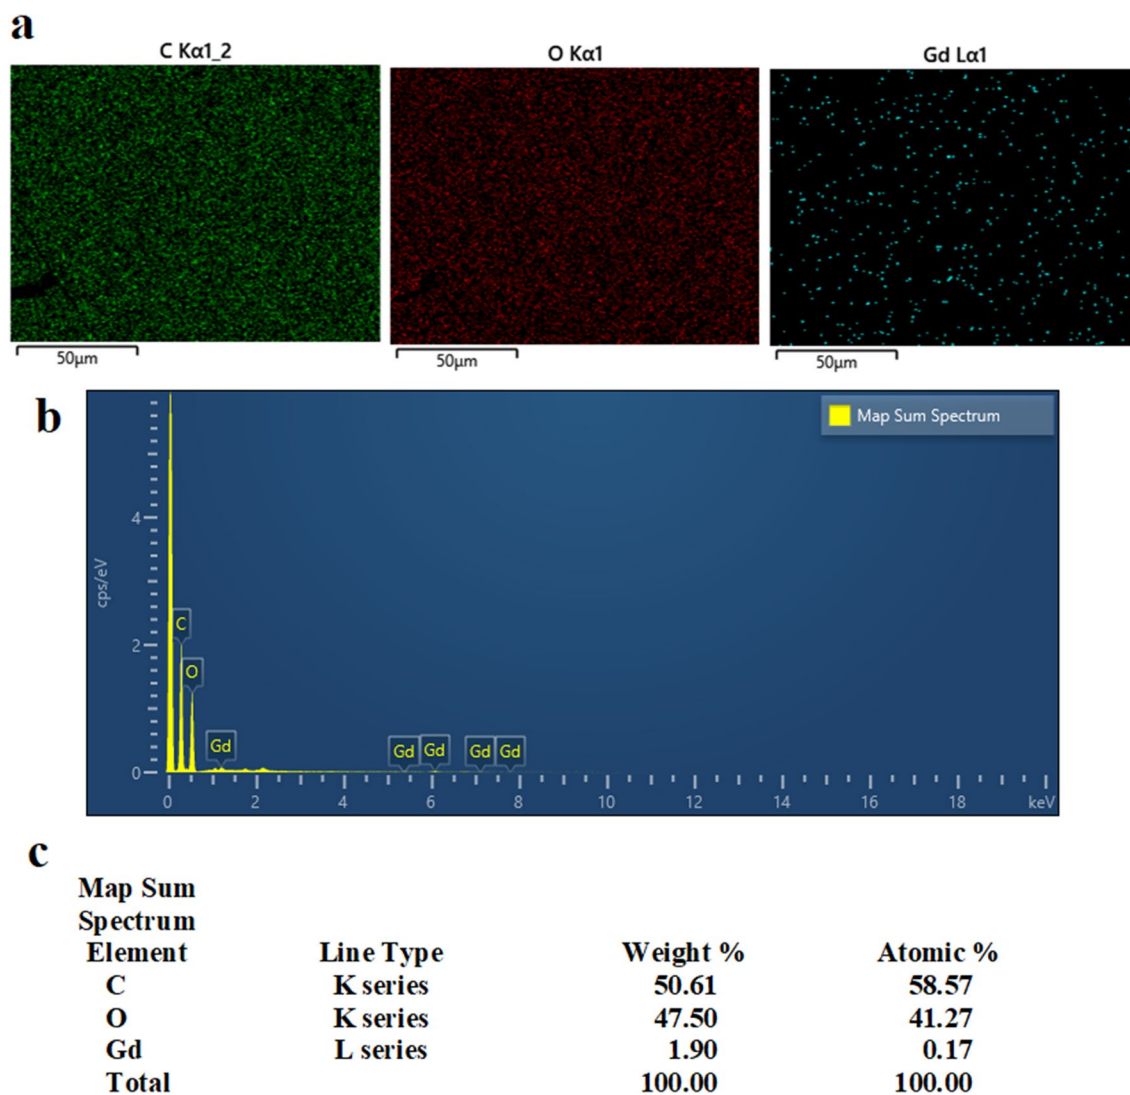 a
C Kα1_2
O Kα1
Gd Lα1
50μm
50μm
50μm
b
Map Sum Spectrum
cps/eV
4
2
0
C
O
Gd
Gd
Gd
Gd
Gd
0 2 4 6 8 10 12 14 16 18 keV
c
Map Sum
Spectrum
Element Line Type Weight % Atomic %
C K series 50.61 58.57
O K series 47.50 41.27
Gd L series 1.90 0.17
Total 100.00 100.00